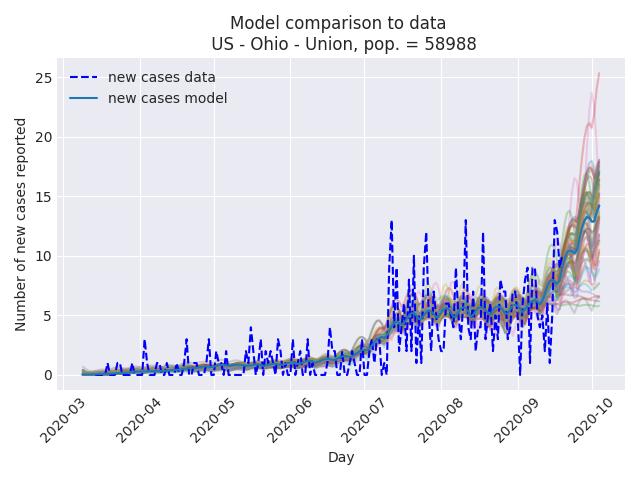 Model comparison to data
US - Ohio - Union, pop. = 58988
new cases data
new cases model
Number of new cases reported
25
20
15
10
5
0
2020-03
2020-04
2020-05
2020-06
2020-07
2020-08
2020-09
2020-10
Day